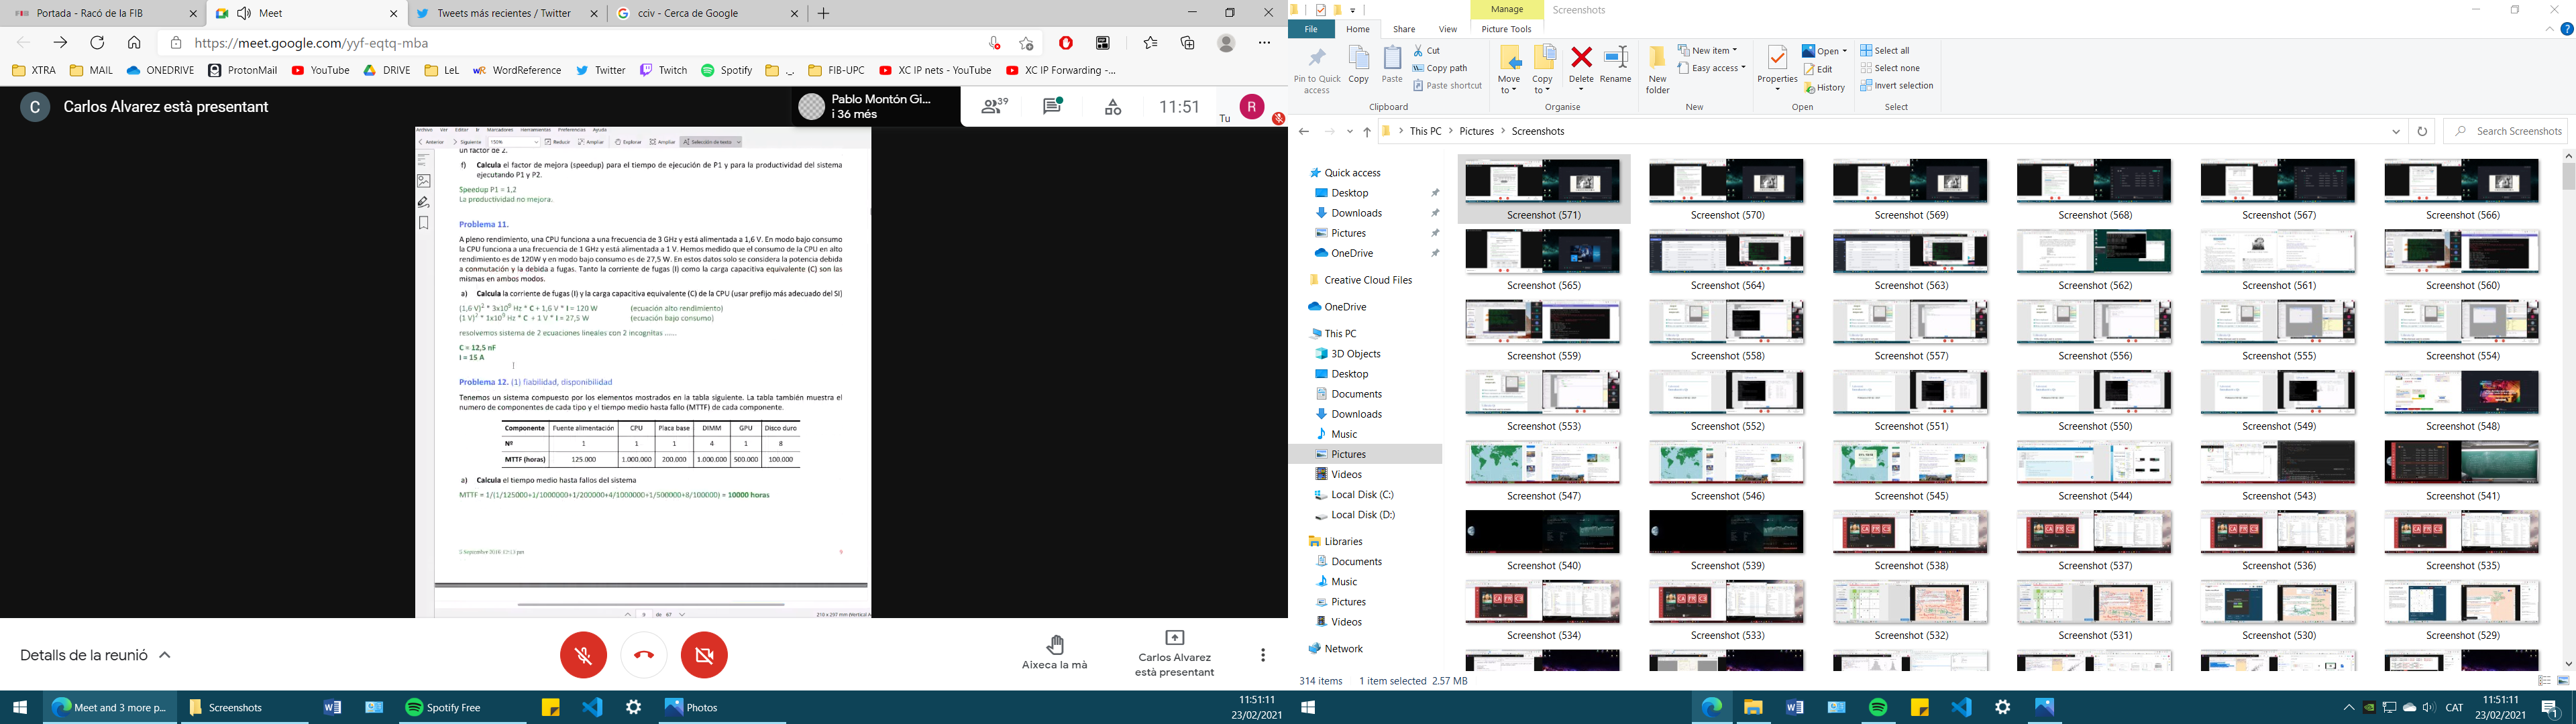 Portada - Racó de la FIB
Meet
Tweets más recientes / Twitter
cciv - Cerca de Google
https://meet.google.com/yyf-eqtq-mba
XTRA
MAIL
ONEDRIVE
ProtonMail
YouTube
DRIVE
LeL
WordReference
Twitter
Twitch
Spotify
._.
FIB-UPC
XC IP nets - YouTube
XC IP Forwarding -...
C
Carlos Alvarez està presentant
Pablo Montón Gi...
i 36 més
39
11:51
Tu
R
Archivo Ver Editar Ir Marcadores Herramientas Preferencias Ayuda
Anterior Siguiente 150% Reducir Ampliar Explorar Ampliar Selección de texto
un factor de 2.
f) Calcula el factor de mejora (speedup) para el tiempo de ejecución de P1 y para la productividad del sistema
ejecutando P1 y P2.
Speedup P1 = 1,2
La productividad no mejora.
Problema 11.
A pleno rendimiento, una CPU funciona a una frecuencia de 3 GHz y está alimentada a 1,6 V. En modo bajo consumo
la CPU funciona a una frecuencia de 1 GHz y está alimentada a 1 V. Hemos medido que el consumo de la CPU en alto
rendimiento es de 120W y en modo bajo consumo es de 27,5 W. En estos datos solo se considera la potencia debida
a conmutación y la debida a fugas. Tanto la corriente de fugas (I) como la carga capacitiva equivalente (C) son las
mismas en ambos modos.
a) Calcula la corriente de fugas (I) y la carga capacitiva equivalente (C) de la CPU (usar prefijo más adecuado del SI)
(1,6 V)² * 3x10⁹ Hz * C + 1,6 V * I = 120 W (ecuación alto rendimiento)
(1 V)² * 1x10⁹ Hz * C + 1 V * I = 27,5 W (ecuación bajo consumo)
resolvemos sistema de 2 ecuaciones lineales con 2 incognitas ......
C = 12,5 nF
I = 15 A
Problema 12. (1) fiabilidad, disponibilidad
Tenemos un sistema compuesto por los elementos mostrados en la tabla siguiente. La tabla también muestra el
numero de componentes de cada tipo y el tiempo medio hasta fallo (MTTF) de cada componente.
Componente Fuente alimentación CPU Placa base DIMM GPU Disco duro
Nº 1 1 1 4 1 8
MTTF (horas) 125.000 1.000.000 200.000 1.000.000 500.000 100.000
a) Calcula el tiempo medio hasta fallos del sistema
MTTF = 1/(1/125000+1/1000000+1/200000+4/1000000+1/500000+8/100000) = 10000 horas
9
9 de 67
Detalls de la reunió
Aixeca la mà
Carlos Alvarez
està presentant
Meet and 3 more p...
Screenshots
Spotify Free
Photos
11:51:11
23/02/2021
Manage
Screenshots
File
Home
Share
View
Picture Tools
Pin to Quick
access
Copy
Paste
Cut
Copy path
Paste shortcut
Clipboard
Move
to
Copy
to
Delete
Rename
Organise
New
folder
New item
Easy access
New
Properties
Open
Edit
History
Open
Select all
Select none
Invert selection
Select
This PC
Pictures
Screenshots
Search Screenshots
Quick access
Desktop
Downloads
Pictures
OneDrive
Creative Cloud Files
OneDrive
This PC
3D Objects
Desktop
Documents
Downloads
Music
Pictures
Videos
Local Disk (C:)
Local Disk (D:)
Libraries
Documents
Music
Pictures
Videos
Network
Screenshot (571) Screenshot (570) Screenshot (569) Screenshot (568) Screenshot (567) Screenshot (566)
Screenshot (565) Screenshot (564) Screenshot (563) Screenshot (562) Screenshot (561) Screenshot (560)
Screenshot (559) Screenshot (558) Screenshot (557) Screenshot (556) Screenshot (555) Screenshot (554)
Screenshot (553) Screenshot (552) Screenshot (551) Screenshot (550) Screenshot (549) Screenshot (548)
Screenshot (547) Screenshot (546) Screenshot (545) Screenshot (544) Screenshot (543) Screenshot (541)
Screenshot (540) Screenshot (539) Screenshot (538) Screenshot (537) Screenshot (536) Screenshot (535)
Screenshot (534) Screenshot (533) Screenshot (532) Screenshot (531) Screenshot (530) Screenshot (529)
314 items 1 item selected 2.57 MB
CAT
11:51:11
23/02/2021